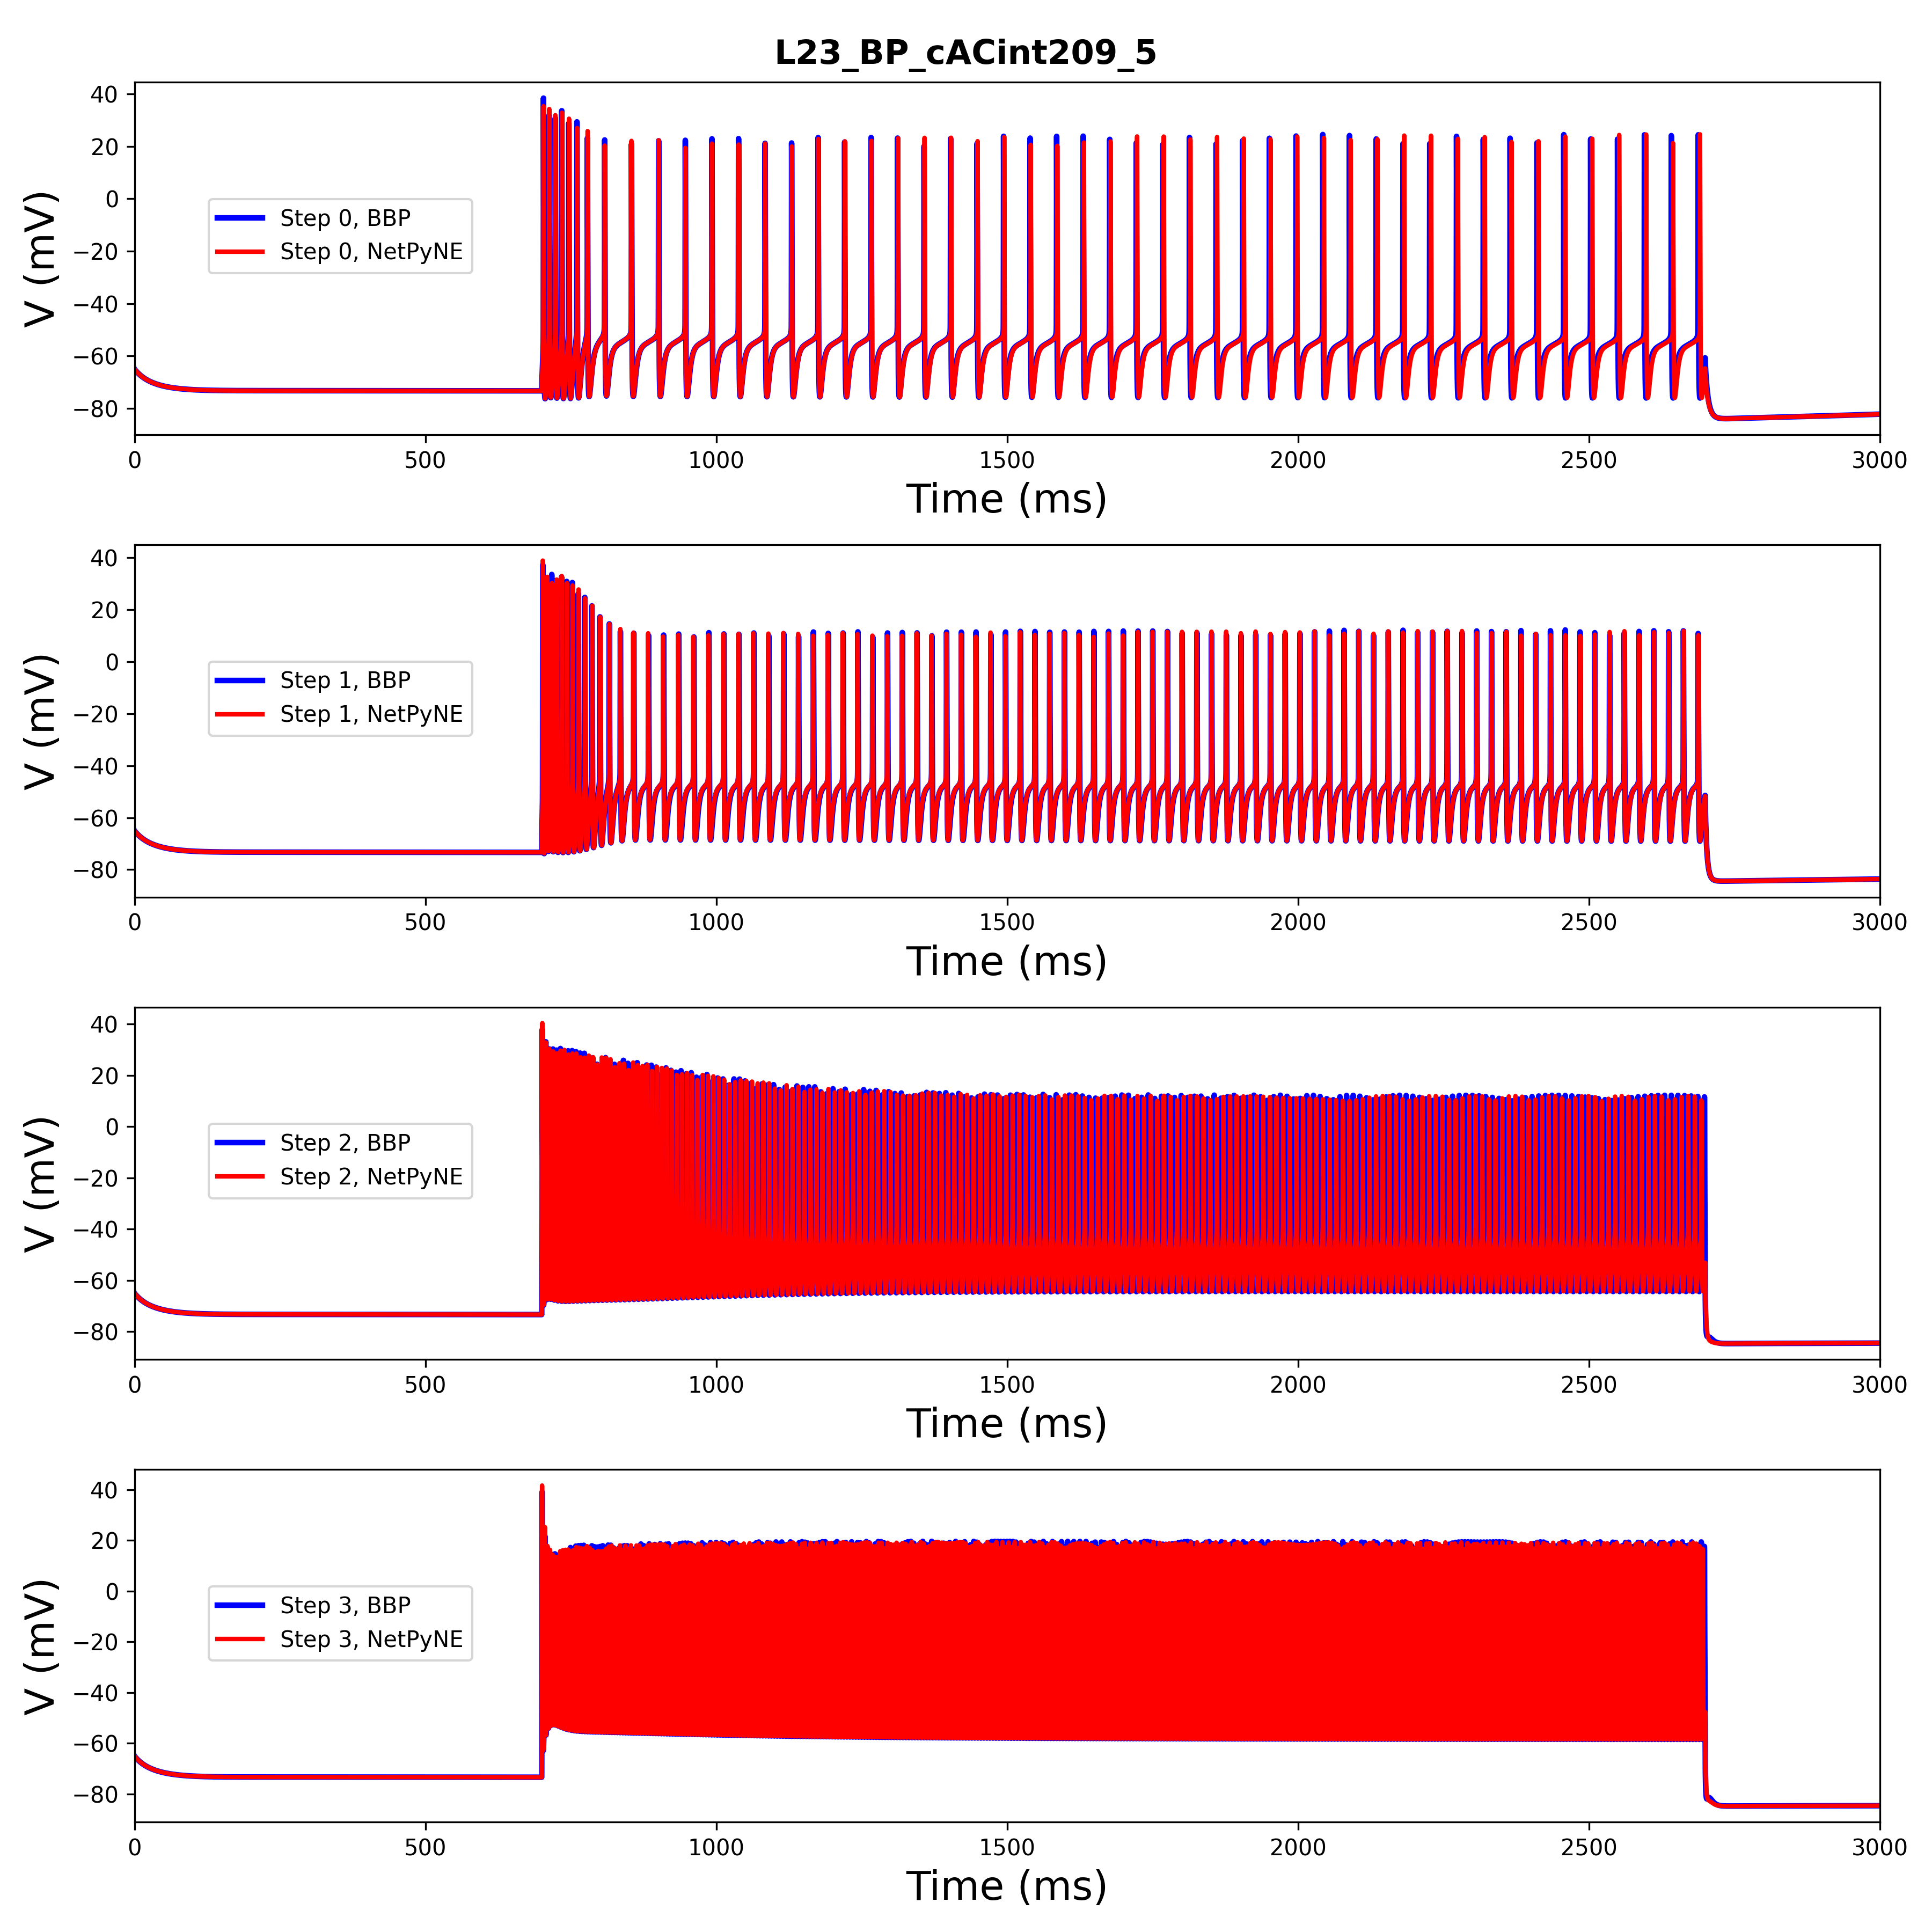 L23_BP_cACint209_5
40
20
0
−20
−40
−60
−80
V (mV)
Step 0, BBP
Step 0, NetPyNE
0 500 1000 1500 2000 2500 3000
Time (ms)
40
20
0
−20
−40
−60
−80
V (mV)
Step 1, BBP
Step 1, NetPyNE
0 500 1000 1500 2000 2500 3000
Time (ms)
40
20
0
−20
−40
−60
−80
V (mV)
Step 2, BBP
Step 2, NetPyNE
0 500 1000 1500 2000 2500 3000
Time (ms)
40
20
0
−20
−40
−60
−80
V (mV)
Step 3, BBP
Step 3, NetPyNE
0 500 1000 1500 2000 2500 3000
Time (ms)